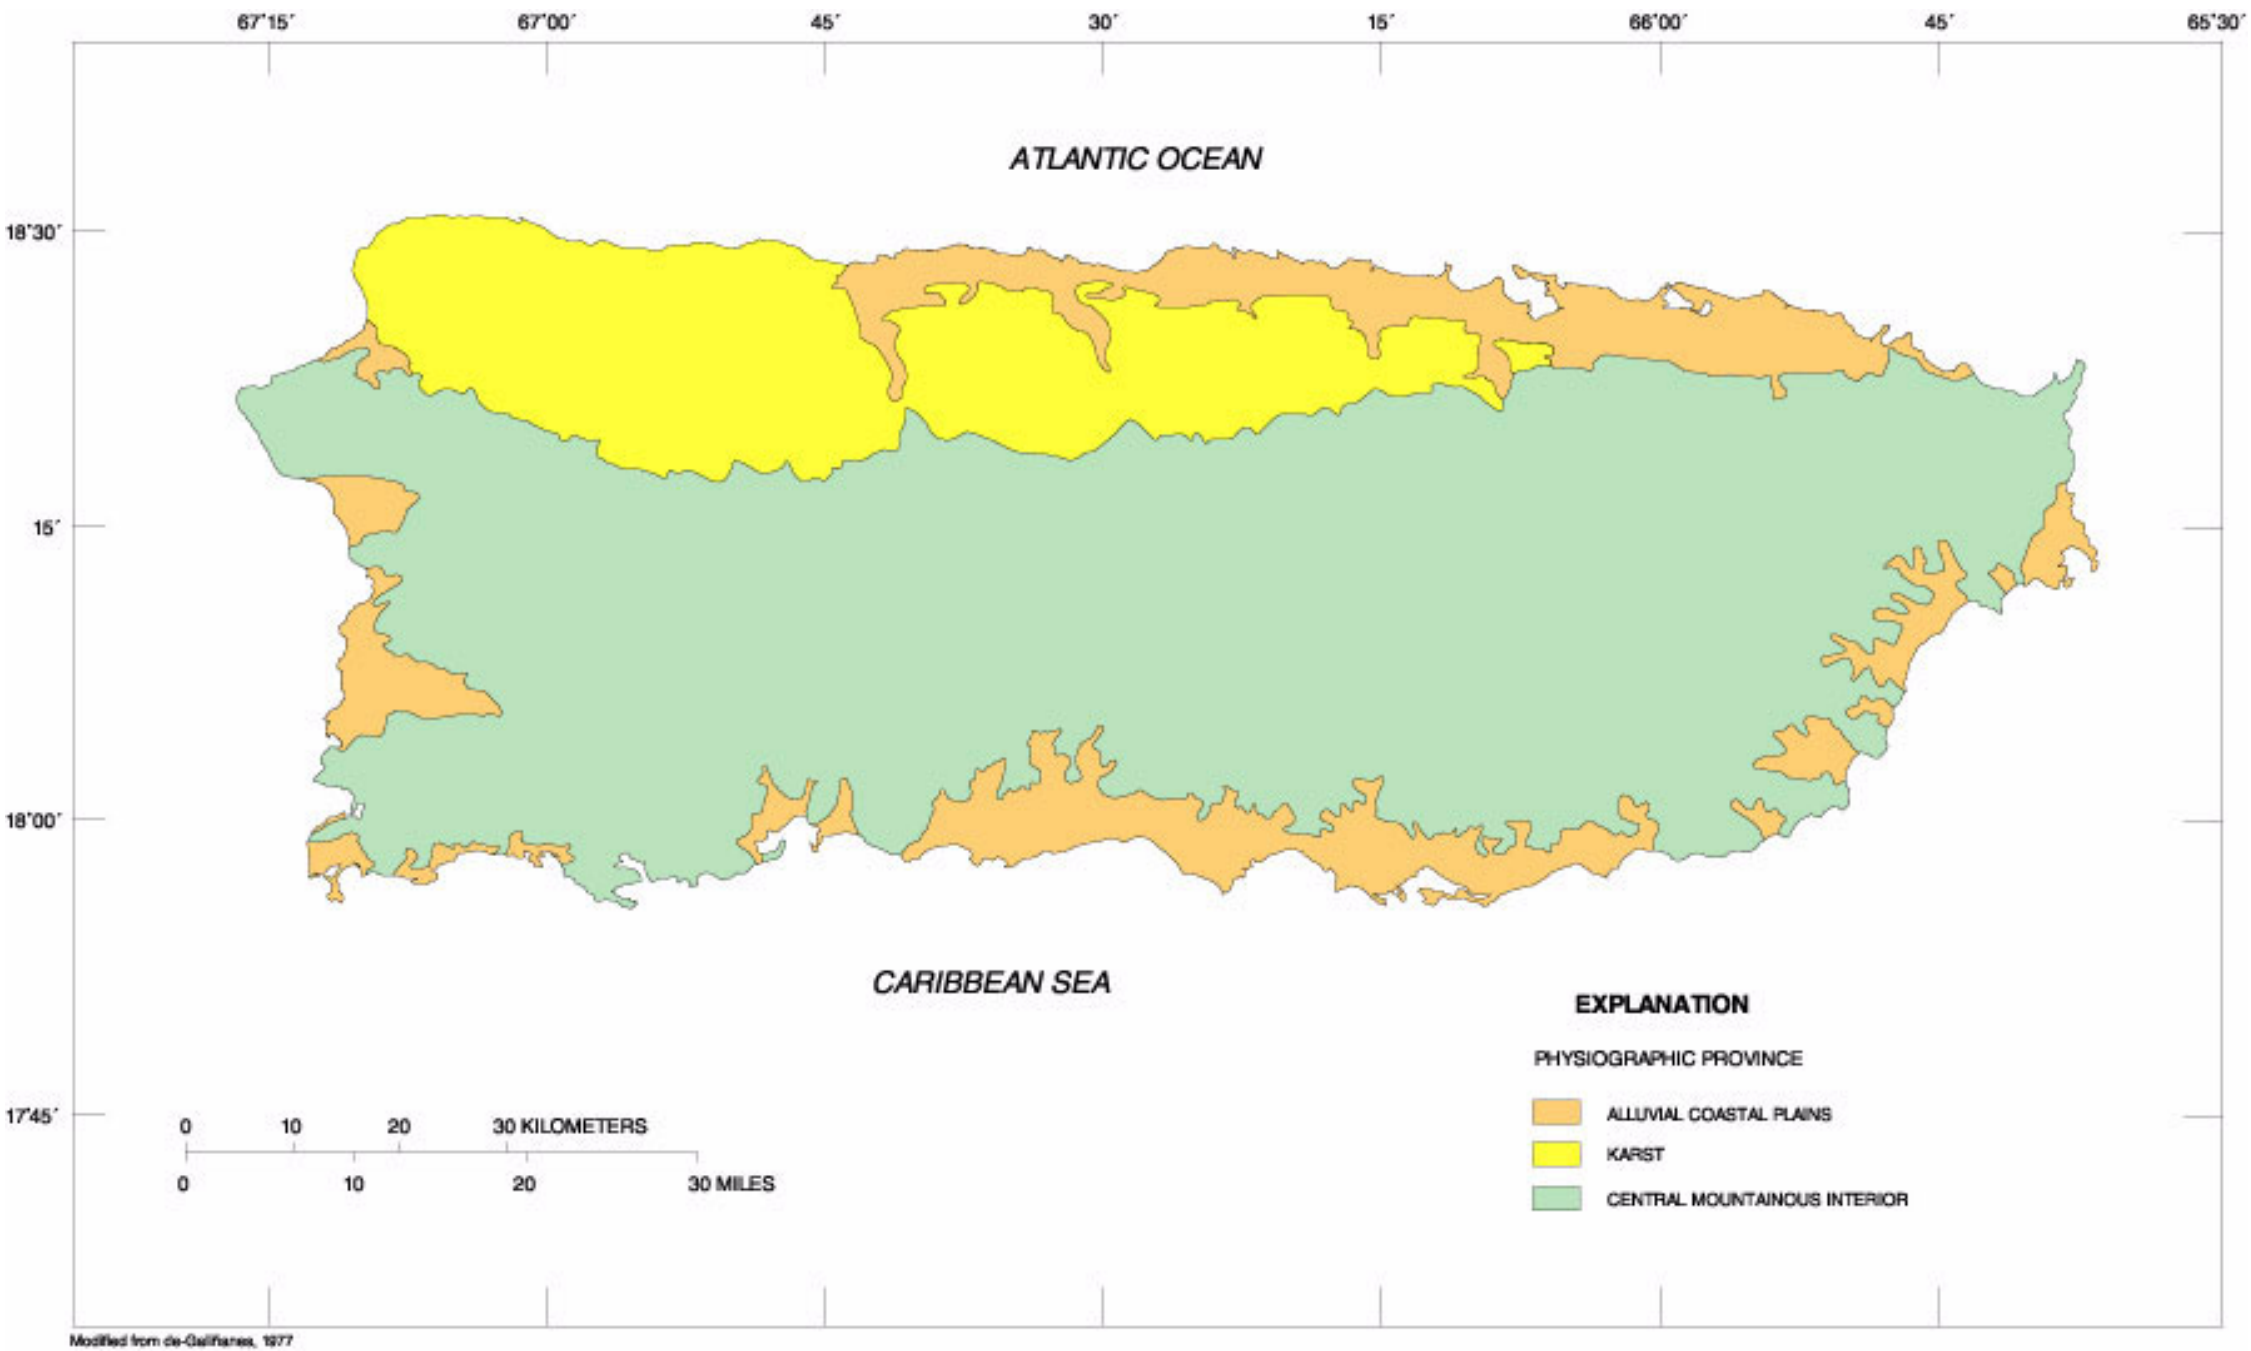 67°15´ 67°00´ 45´ 30´ 15´ 66°00´ 45´ 65°30´
ATLANTIC OCEAN
18°30´
15´
18°00´
CARIBBEAN SEA
EXPLANATION
PHYSIOGRAPHIC PROVINCE
ALLUVIAL COASTAL PLAINS
KARST
CENTRAL MOUNTAINOUS INTERIOR
17°45´
0 10 20 30 KILOMETERS
0 10 20 30 MILES
Modified from de-Galiñanes, 1977